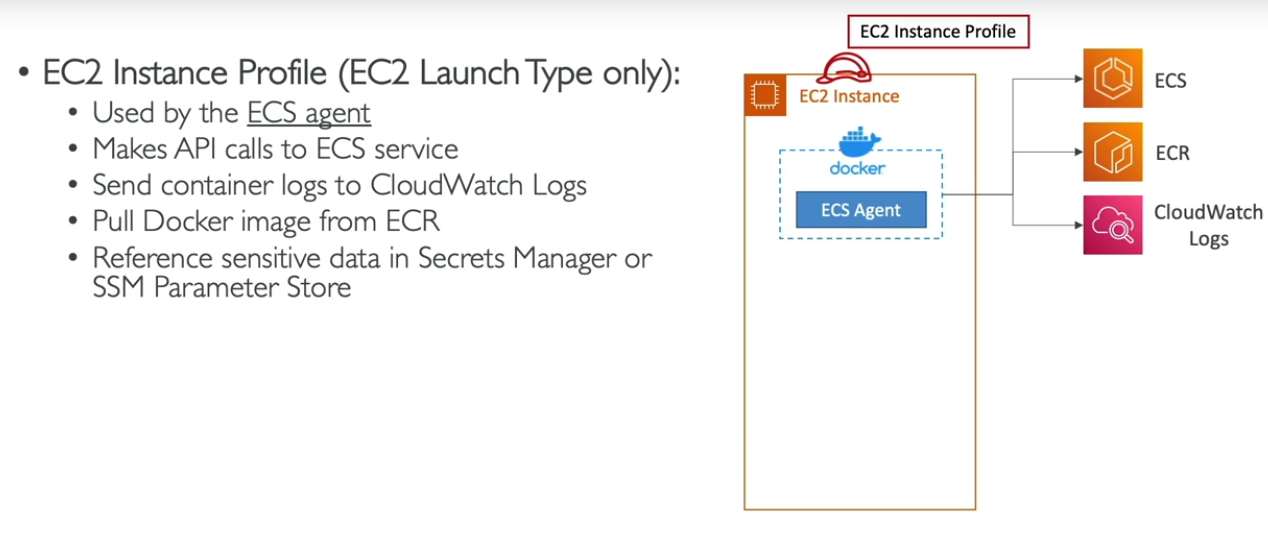 • EC2 Instance Profile (EC2 Launch Type only):
• Used by the ECS agent
• Makes API calls to ECS service
• Send container logs to CloudWatch Logs
• Pull Docker image from ECR
• Reference sensitive data in Secrets Manager or
SSM Parameter Store
EC2 Instance Profile
EC2 Instance
docker
ECS Agent
ECS
ECR
CloudWatch
Logs